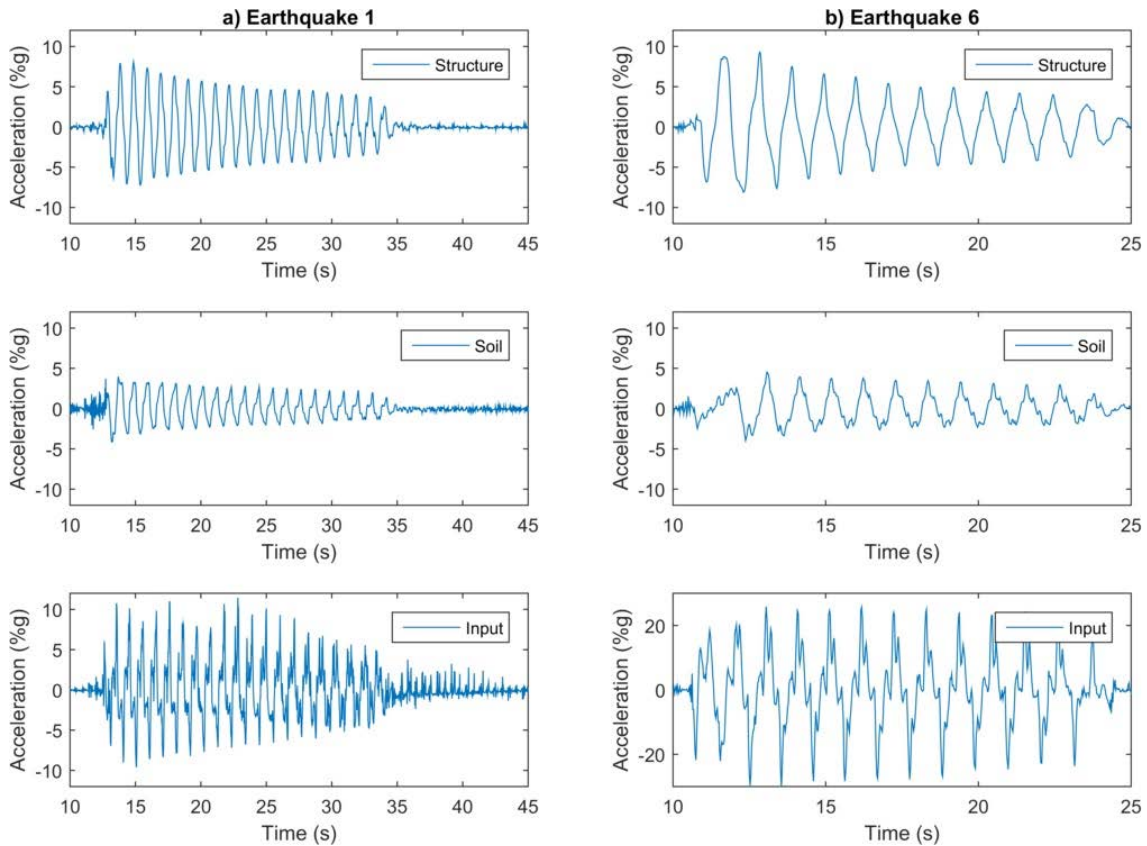 a) Earthquake 1
Acceleration (%g)
10
5
0
-5
-10
Structure
10 15 20 25 30 35 40 45
Time (s)
b) Earthquake 6
Acceleration (%g)
10
5
0
-5
-10
Structure
10 15 20 25
Time (s)
Acceleration (%g)
10
5
0
-5
-10
Soil
10 15 20 25 30 35 40 45
Time (s)
Acceleration (%g)
10
5
0
-5
-10
Soil
10 15 20 25
Time (s)
Acceleration (%g)
10
5
0
-5
-10
Input
10 15 20 25 30 35 40 45
Time (s)
Acceleration (%g)
20
0
-20
Input
10 15 20 25
Time (s)